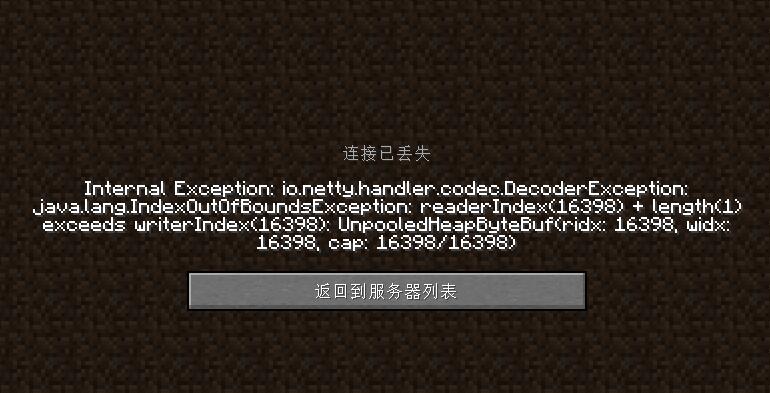 连接已丢失
Internal Exception: io.netty.handler.codec.DecoderException:
java.lang.IndexOutOfBoundsException: readerIndex(16398) + length(1)
exceeds writerIndex(16398): UnpooledHeapByteBuf(ridx: 16398, widx:
16398, cap: 16398/16398)
返回到服务器列表